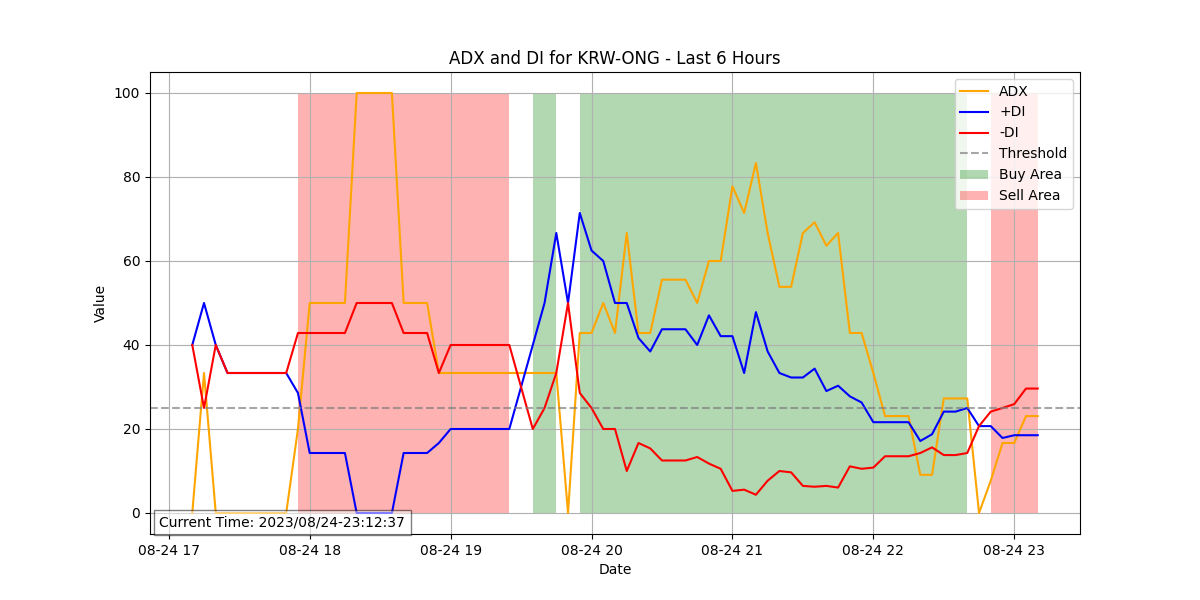 ADX and DI for KRW-ONG - Last 6 Hours
100
80
60
40
20
0
Value
ADX
+DI
-DI
Threshold
Buy Area
Sell Area
Current Time: 2023/08/24-23:12:37
08-24 17
08-24 18
08-24 19
08-24 20
08-24 21
08-24 22
08-24 23
Date